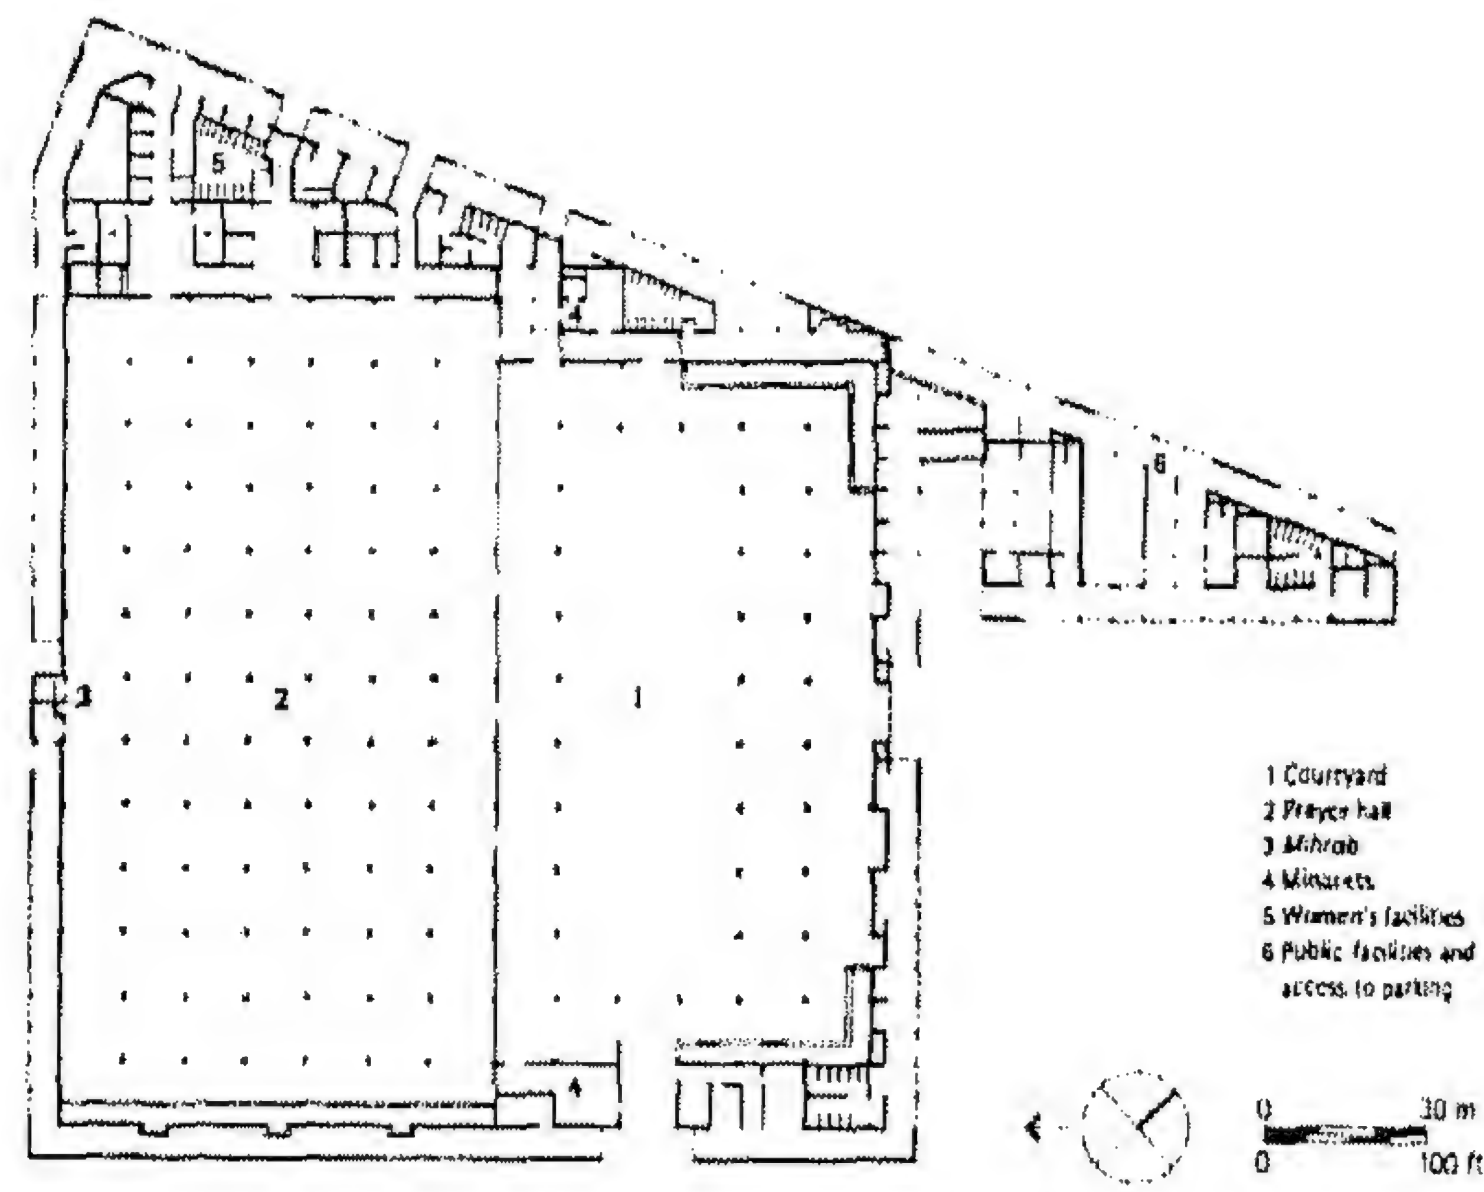 5
4
6
3
2
1
4
1 Courtyard
2 Prayer hall
3 Mihrab
4 Minarets
5 Women's facilities
6 Public facilities and
access to parking
0 30 m
0 100 ft